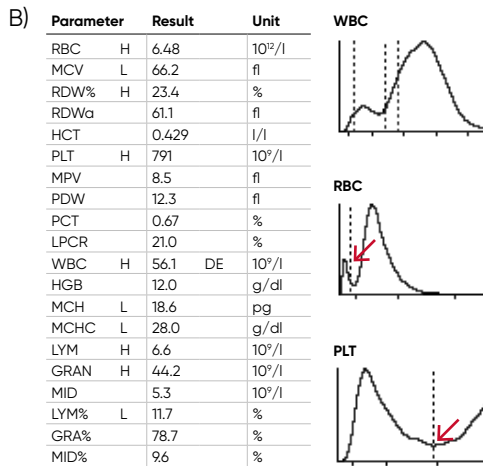 B)
Parameter Result Unit
RBC H 6.48 10¹²/l
MCV L 66.2 fl
RDW% H 23.4 %
RDWa 61.1 fl
HCT 0.429 l/l
PLT H 791 10⁹/l
MPV 8.5 fl
PDW 12.3 fl
PCT 0.67 %
LPCR 21.0 %
WBC H 56.1 DE 10⁹/l
HGB 12.0 g/dl
MCH L 18.6 pg
MCHC L 28.0 g/dl
LYM H 6.6 10⁹/l
GRAN H 44.2 10⁹/l
MID 5.3 10⁹/l
LYM% L 11.7 %
GRA% 78.7 %
MID% 9.6 %
WBC
RBC
PLT